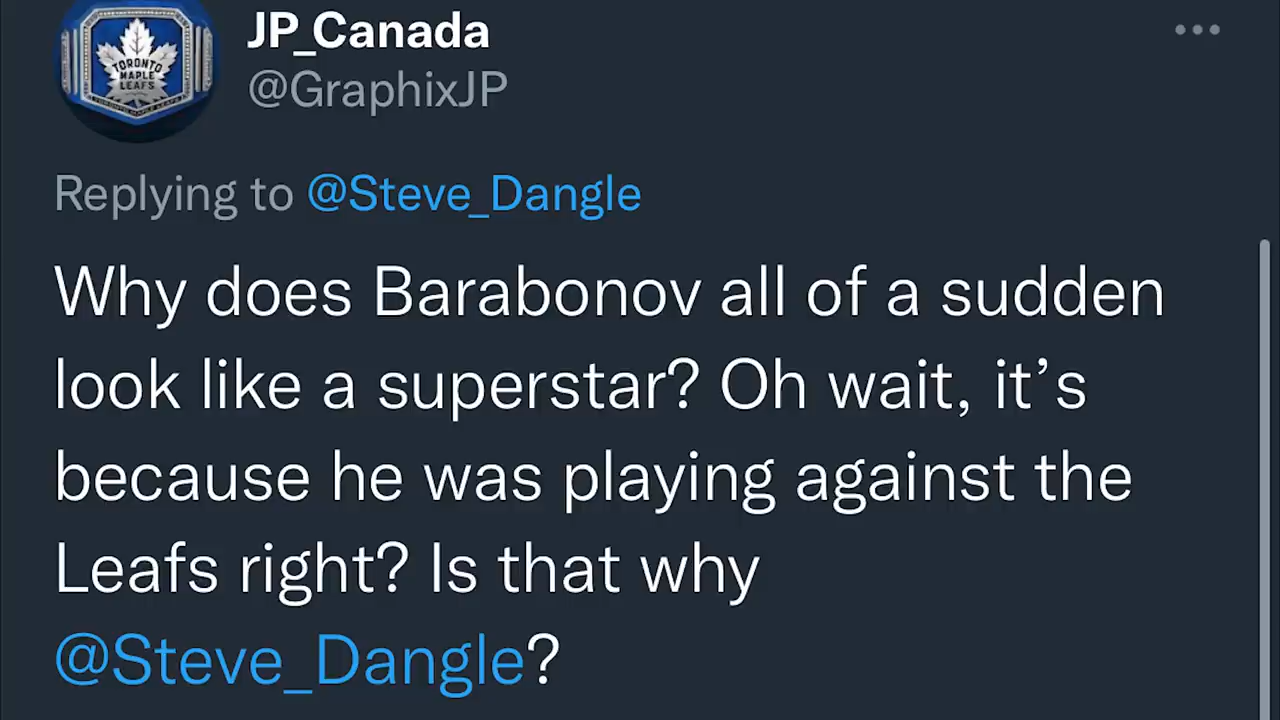 TORONTO
MAPLE
LEAFS
JP_Canada
@GraphixJP
Replying to @Steve_Dangle
Why does Barabonov all of a sudden
look like a superstar? Oh wait, it’s
because he was playing against the
Leafs right? Is that why
@Steve_Dangle?